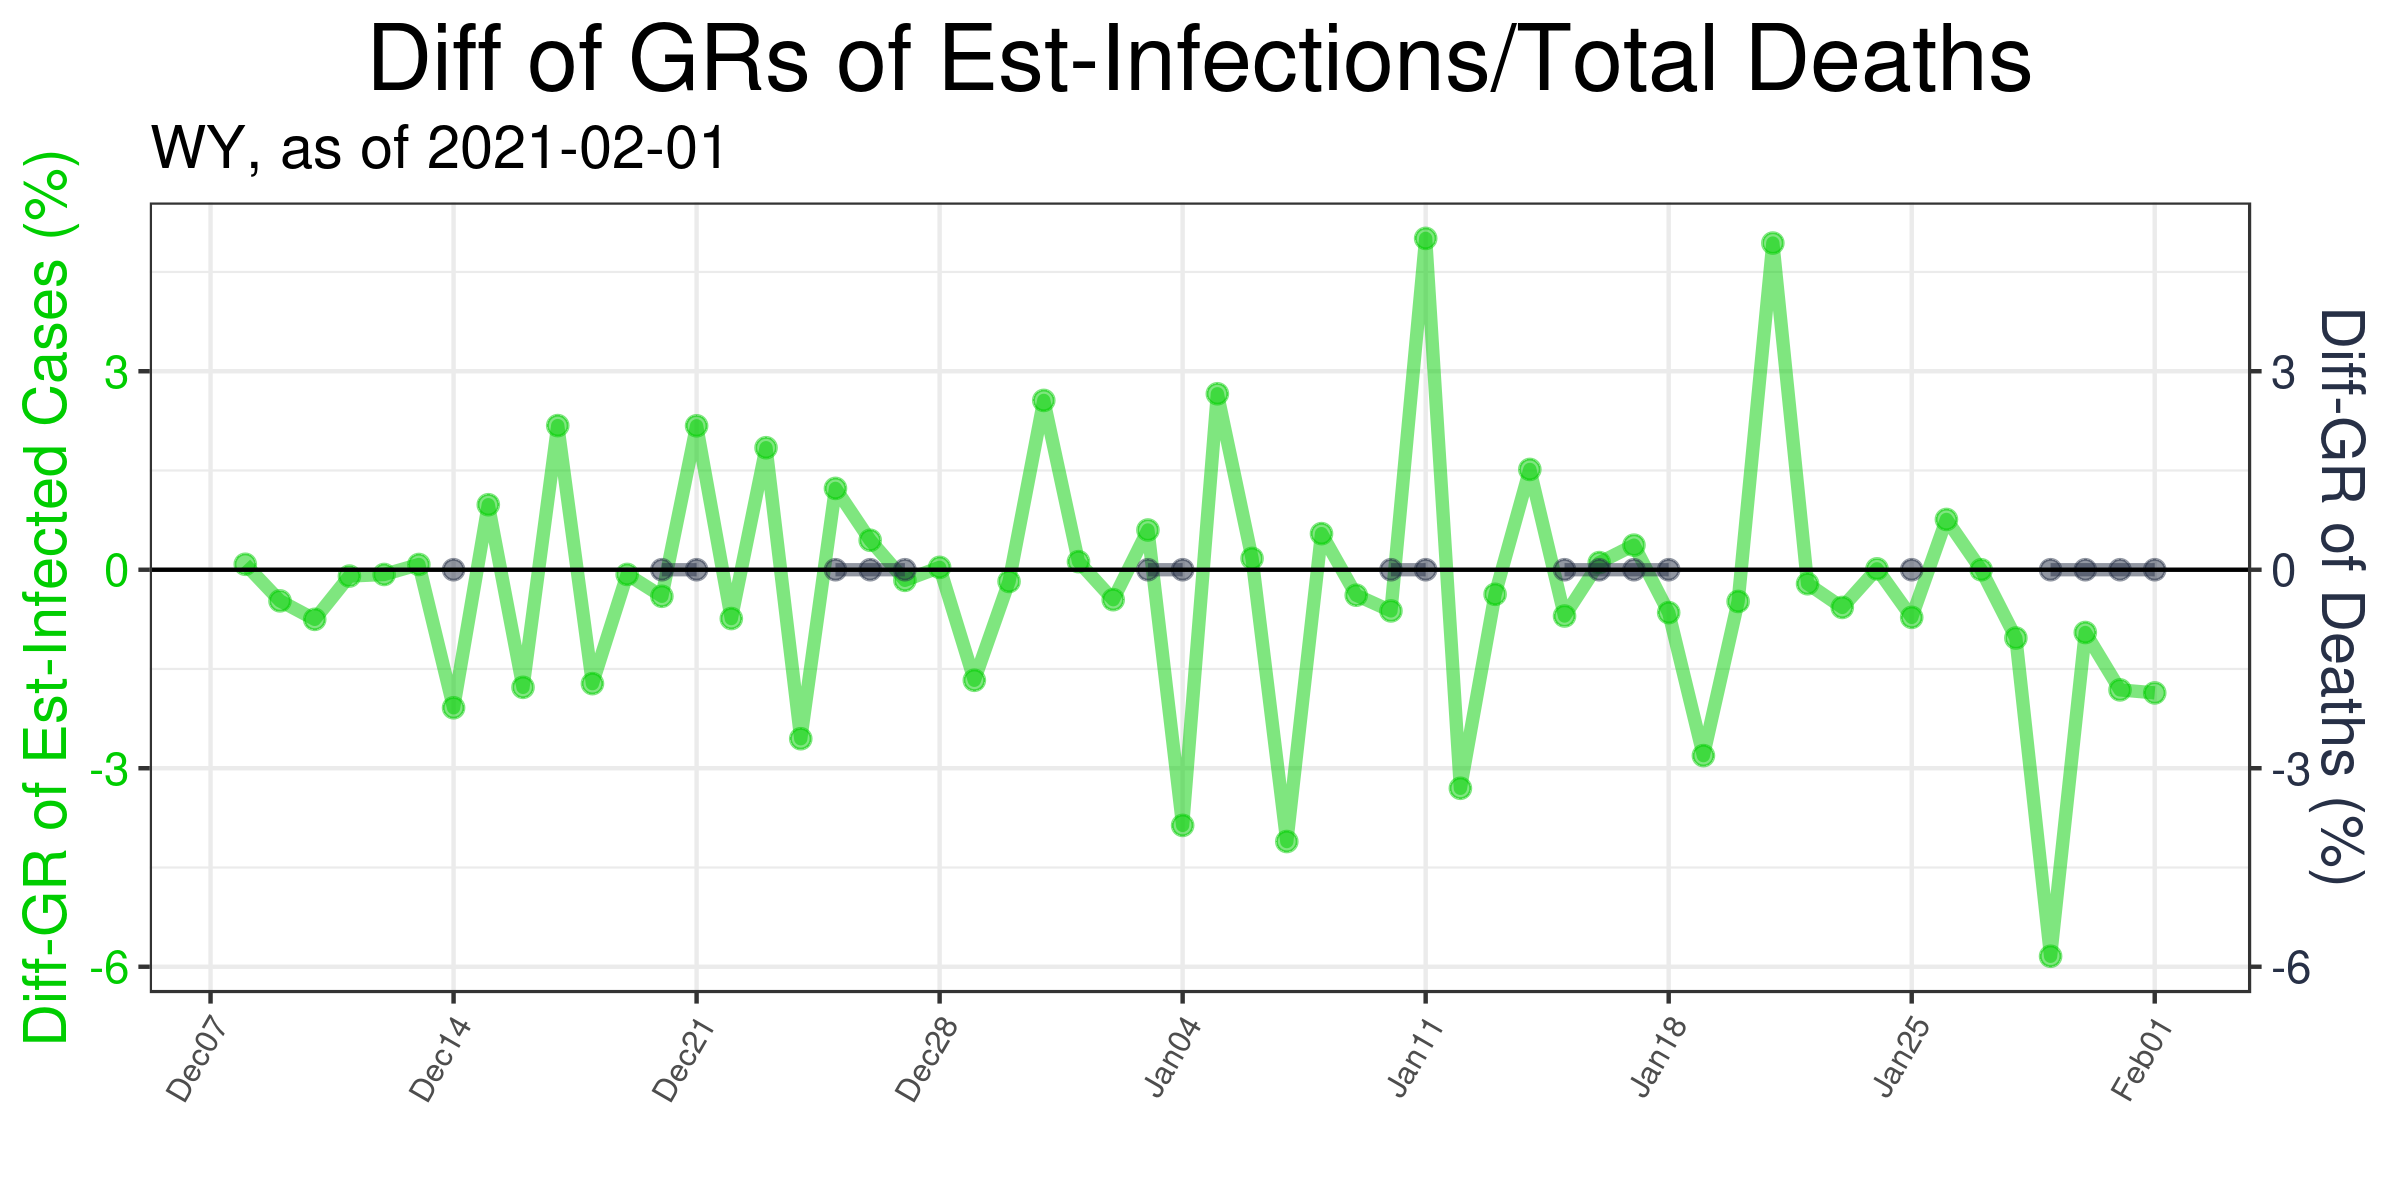 Diff of GRs of Est-Infections/Total Deaths
WY, as of 2021-02-01
Diff-GR of Est-Infected Cases (%)
3
0
-3
-6
3
0
-3
-6
Diff-GR of Deaths (%)
Dec07
Dec14
Dec21
Dec28
Jan04
Jan11
Jan18
Jan25
Feb01